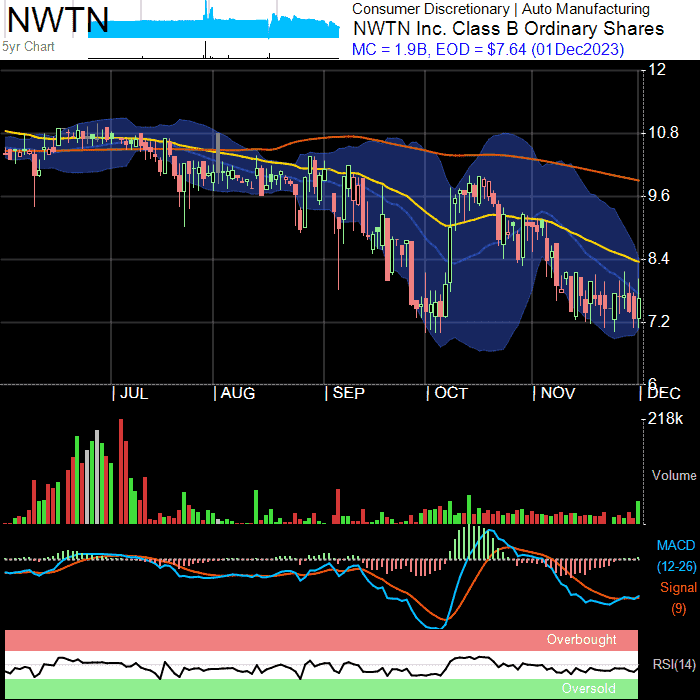 NWTN
5yr Chart
Consumer Discretionary | Auto Manufacturing
NWTN Inc. Class B Ordinary Shares
MC = 1.9B, EOD = $7.64 (01Dec2023)
12
10.8
9.6
8.4
7.2
6
| JUL | AUG | SEP | OCT | NOV | DEC
218k
Volume
MACD
(12-26)
Signal
(9)
Overbought
RSI(14)
Oversold